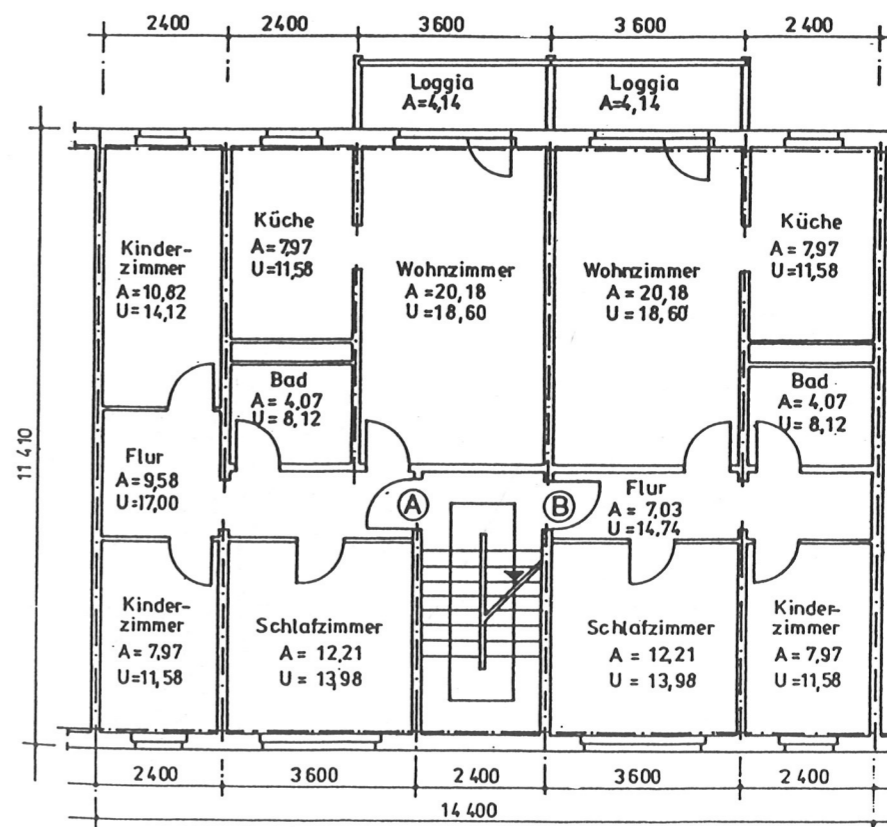 2400 2400 3600 3 600 2 400
Loggia
A=4,14
Loggia
A=4,14
Küche
A=7,97
U=11,58
Küche
A = 7,97
U=11,58
Kinder-
zimmer
A=10,82
U= 14,12
Wohnzimmer
A = 20,18
U = 18,60
Wohnzimmer
A = 20,18
U = 18,60
Bad
A = 4,07
U = 8,12
Bad
A = 4,07
U = 8,12
11 410
Flur
A = 9,58
U=17,00
A
B
Flur
A = 7,03
U=14,74
Kinder-
zimmer
A = 7,97
U=11,58
Schlafzimmer
A = 12,21
U = 13,98
Schlafzimmer
A = 12,21
U = 13,98
Kinder-
zimmer
A = 7,97
U=11,58
2400 3600 2 400 3600 2 400
14 400